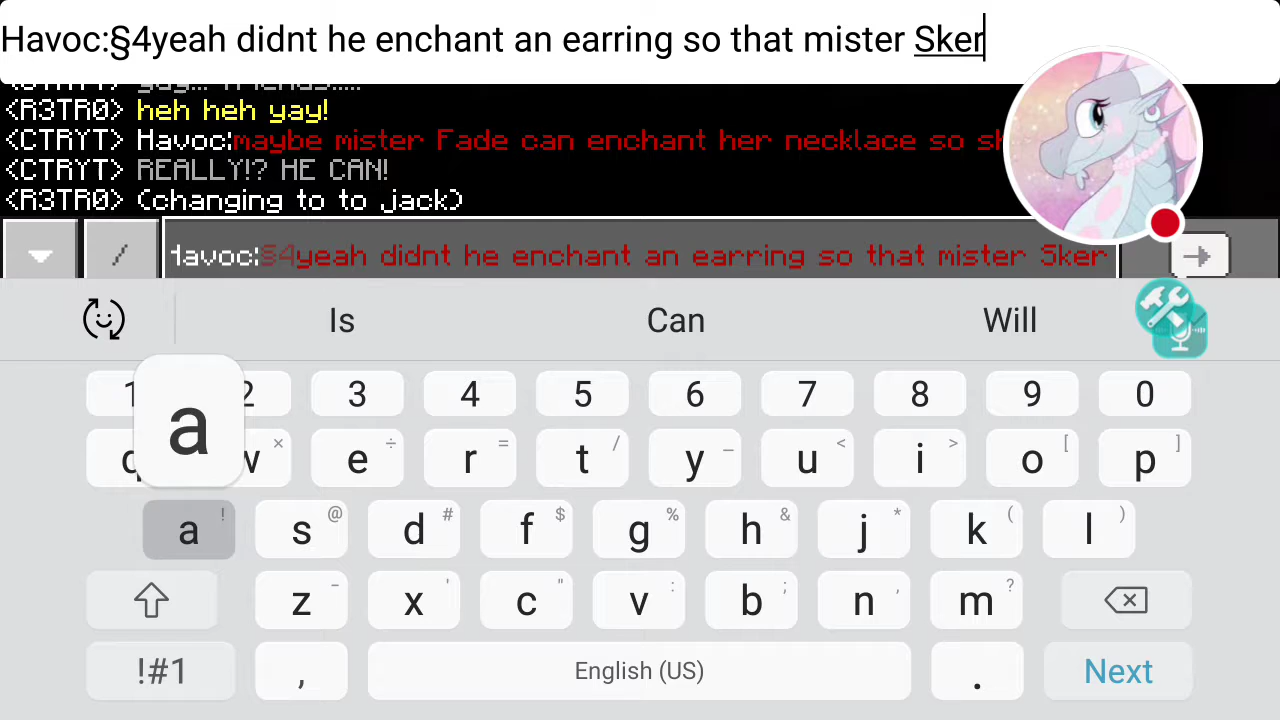 Havoc:§4yeah didnt he enchant an earring so that mister Sker
<R3TR0> heh heh yay!
<CTRYT> Havoc:maybe mister Fade can enchant her necklace so
<CTRYT> REALLY!? HE CAN!
<R3TR0> (changing to to jack)
/ Havoc:§4yeah didnt he enchant an earring so that mister Sker
Is Can Will
1 2 3 4 5 6 7 8 9 0
a
q w × e ÷ r = t / y _ u < i > o [ p ]
a ! s @ d # f $ g % h & j * k ( l )
z - x ' c " v : b ; n , m ?
!#1 , English (US) . Next